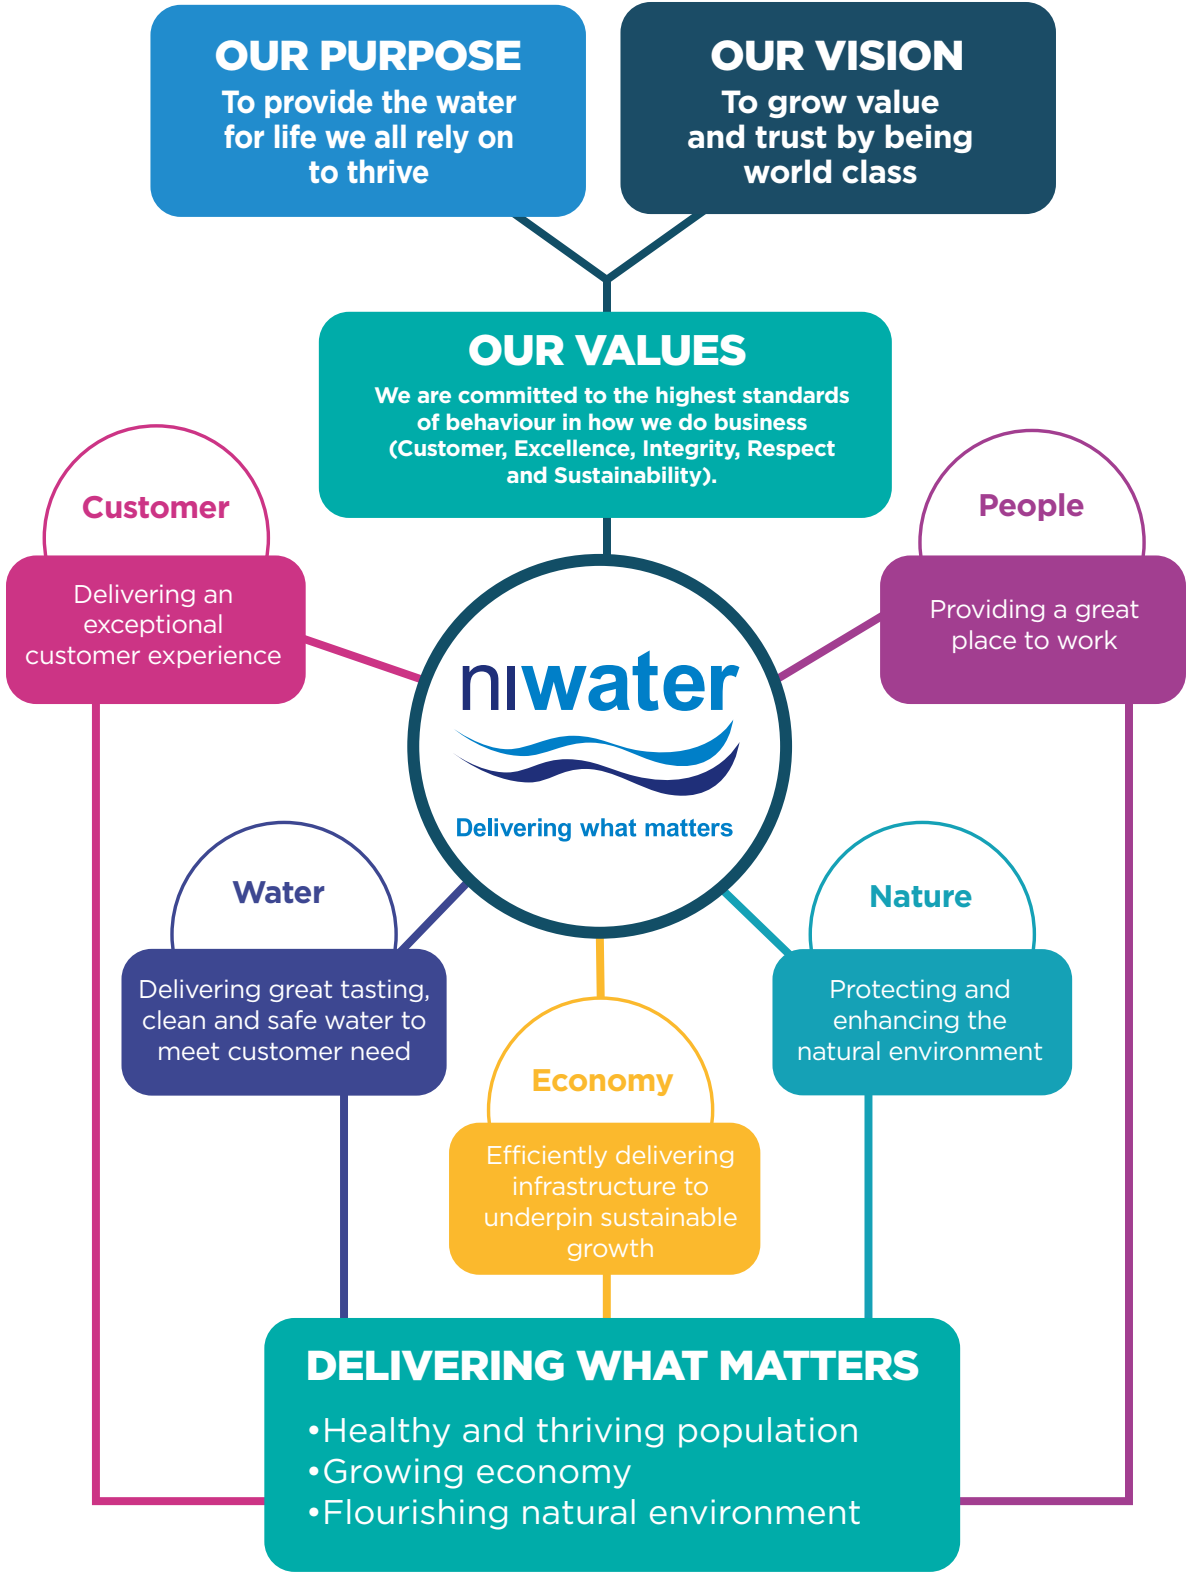 OUR PURPOSE
To provide the water
for life we all rely on
to thrive
OUR VISION
To grow value
and trust by being
world class
OUR VALUES
We are committed to the highest standards
of behaviour in how we do business
(Customer, Excellence, Integrity, Respect
and Sustainability).
Customer
Delivering an
exceptional
customer experience
People
Providing a great
place to work
niwater
Delivering what matters
Water
Delivering great tasting,
clean and safe water to
meet customer need
Nature
Protecting and
enhancing the
natural environment
Economy
Efficiently delivering
infrastructure to
underpin sustainable
growth
DELIVERING WHAT MATTERS
•Healthy and thriving population
•Growing economy
•Flourishing natural environment